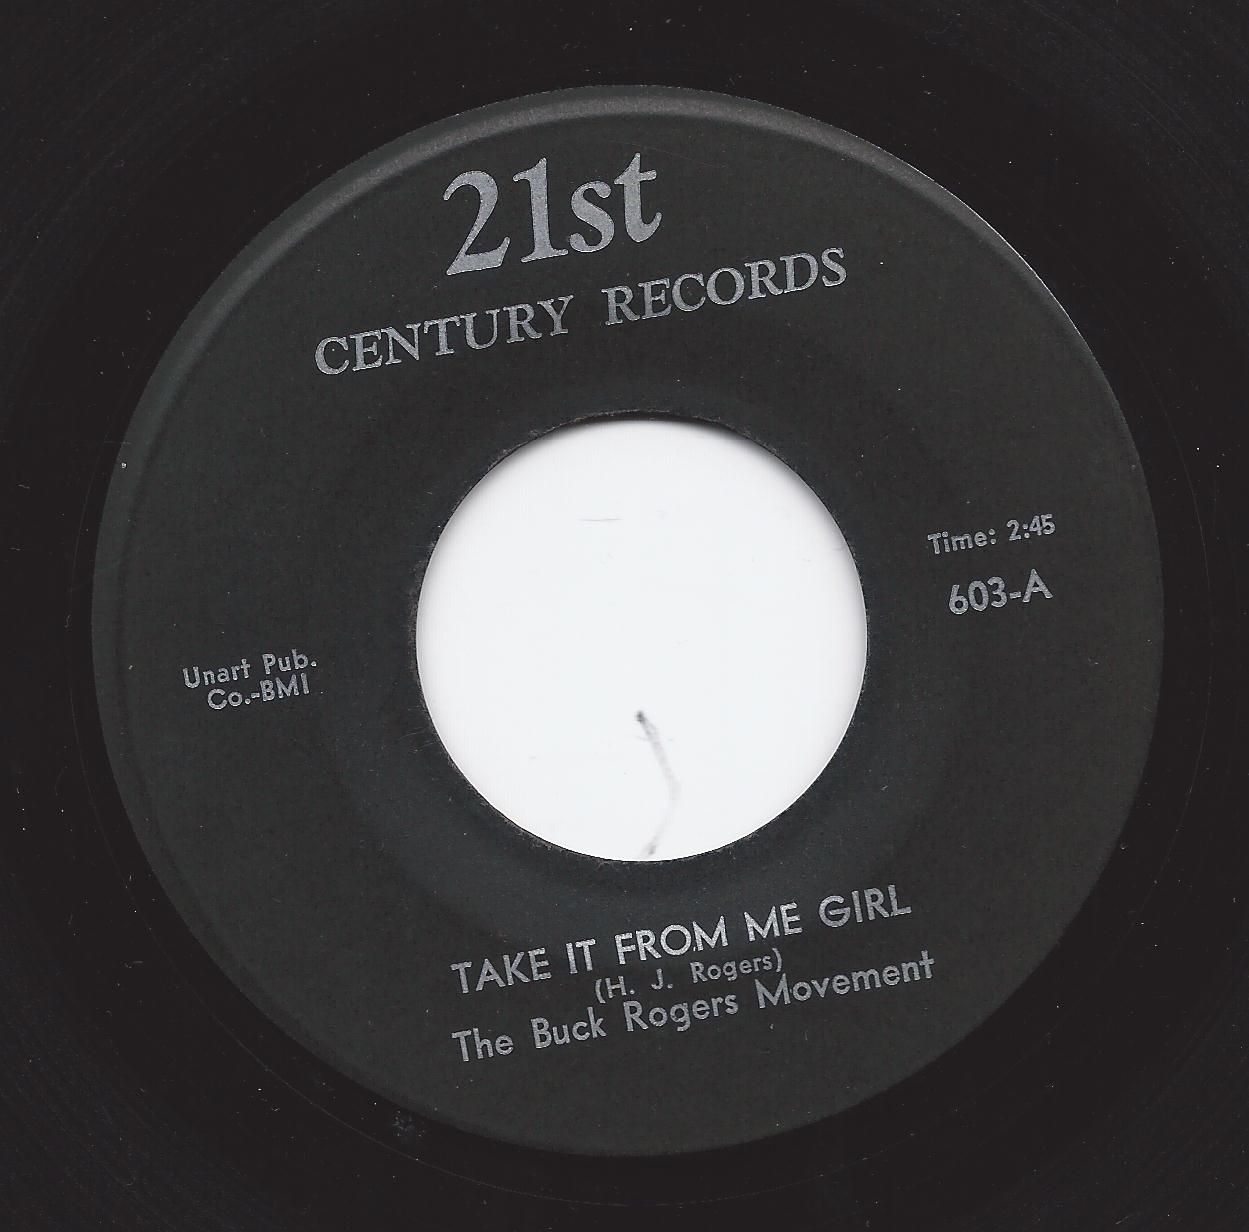 21st
CENTURY RECORDS
Time: 2:45
603-A
Unart Pub.
Co.-BMI
TAKE IT FROM ME GIRL
(H. J. Rogers)
The Buck Rogers Movement